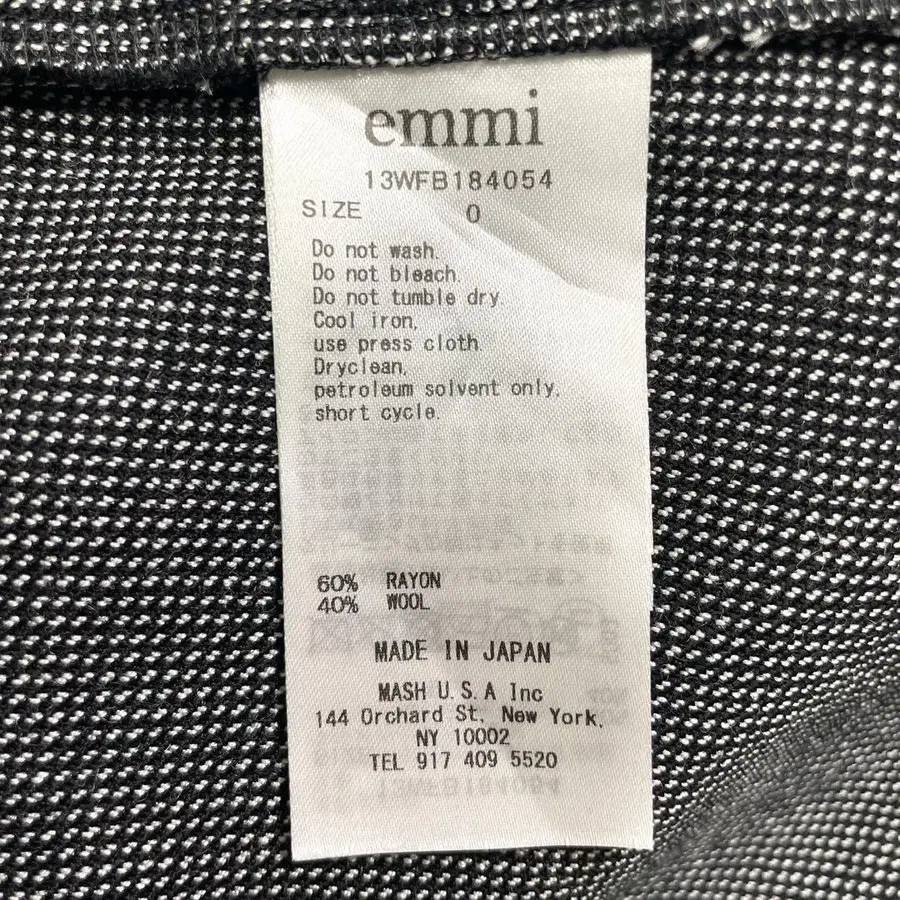 emmi
13WFB184054
SIZE 0
Do not wash.
Do not bleach.
Do not tumble dry.
Cool iron,
use press cloth.
Dryclean,
petroleum solvent only,
short cycle.
60% RAYON
40% WOOL
MADE IN JAPAN
MASH U.S.A Inc
144 Orchard St, New York,
NY 10002
TEL 917 409 5520